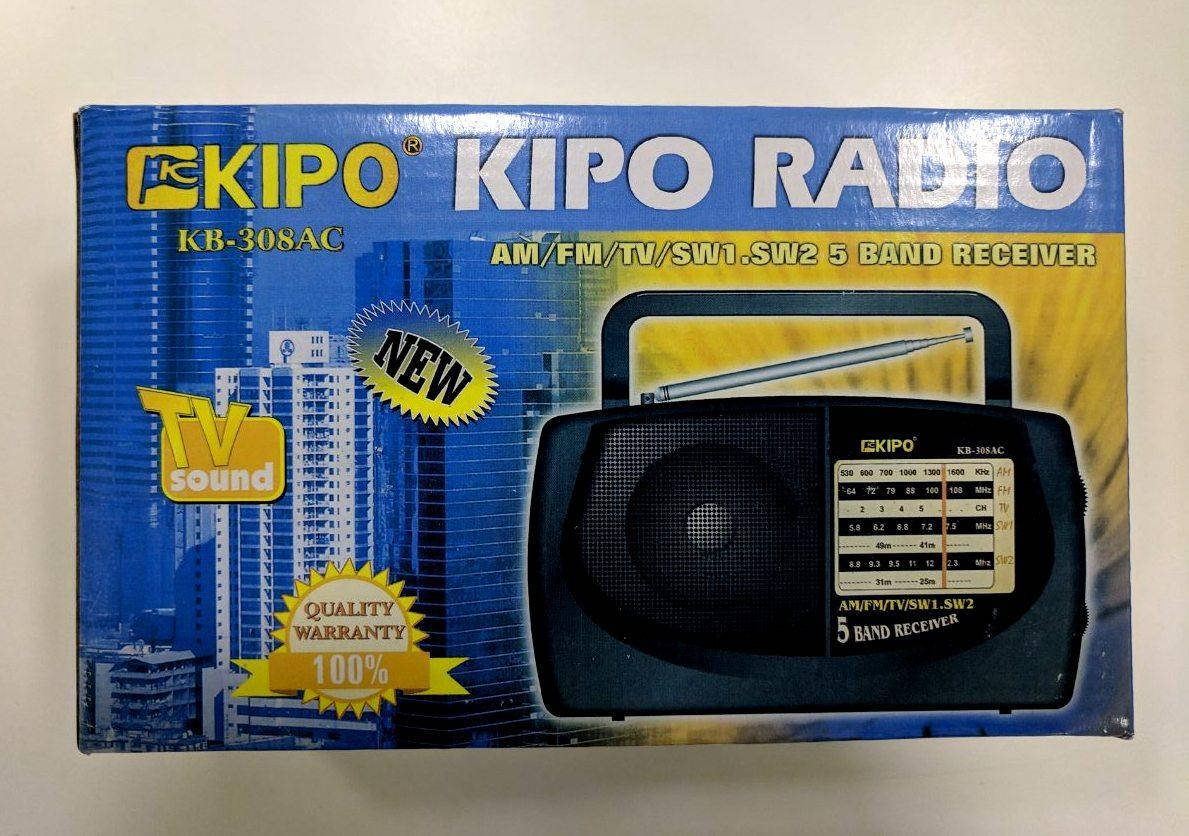 KIPO® KIPO RADIO
KB-308AC
AM/FM/TV/SW1.SW2 5 BAND RECEIVER
NEW
TV
sound
QUALITY
WARRANTY
100%
KIPO
KB-308AC
530 600 700 1000 1300 1600 KHz AM
64 72 79 88 100 108 MHz FM
2 3 4 5 CH TV
5.8 6.2 6.8 7.2 7.5 MHz SW1
49m 41m
8.8 9.3 9.5 11 12 2.3 MHz SW2
31m 25m
AM/FM/TV/SW1.SW2
5 BAND RECEIVER